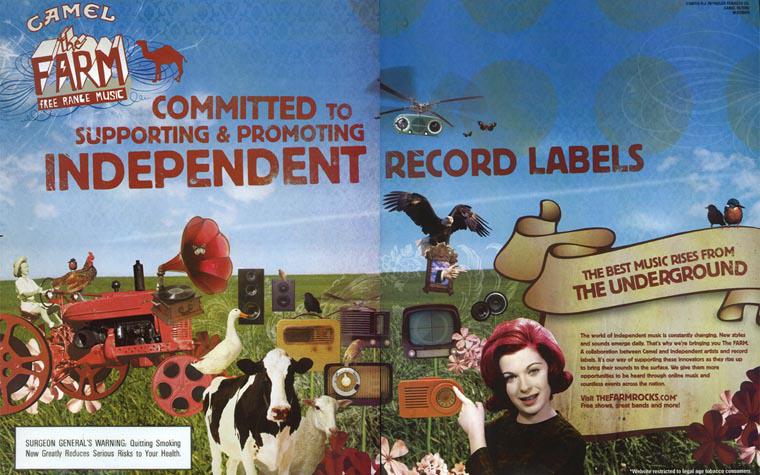 CAMEL
the
FARM
FREE RANGE MUSIC
COMMITTED TO
SUPPORTING & PROMOTING
INDEPENDENT RECORD LABELS
THE BEST MUSIC RISES FROM
THE UNDERGROUND
The world of independent music is constantly changing. New styles
and sounds emerge daily. That's why we're bringing you The FARM.
A collaboration between Camel and independent artists and record
labels. It's our way of supporting these innovators as they rise up
to bring their sounds to the surface. We give them more
opportunities to be heard through online music and
countless events across the nation.
Visit THEFARMROCKS.COM*
Free shows, great bands and more!
SURGEON GENERAL'S WARNING: Quitting Smoking
Now Greatly Reduces Serious Risks to Your Health.
*Website restricted to legal age tobacco consumers.